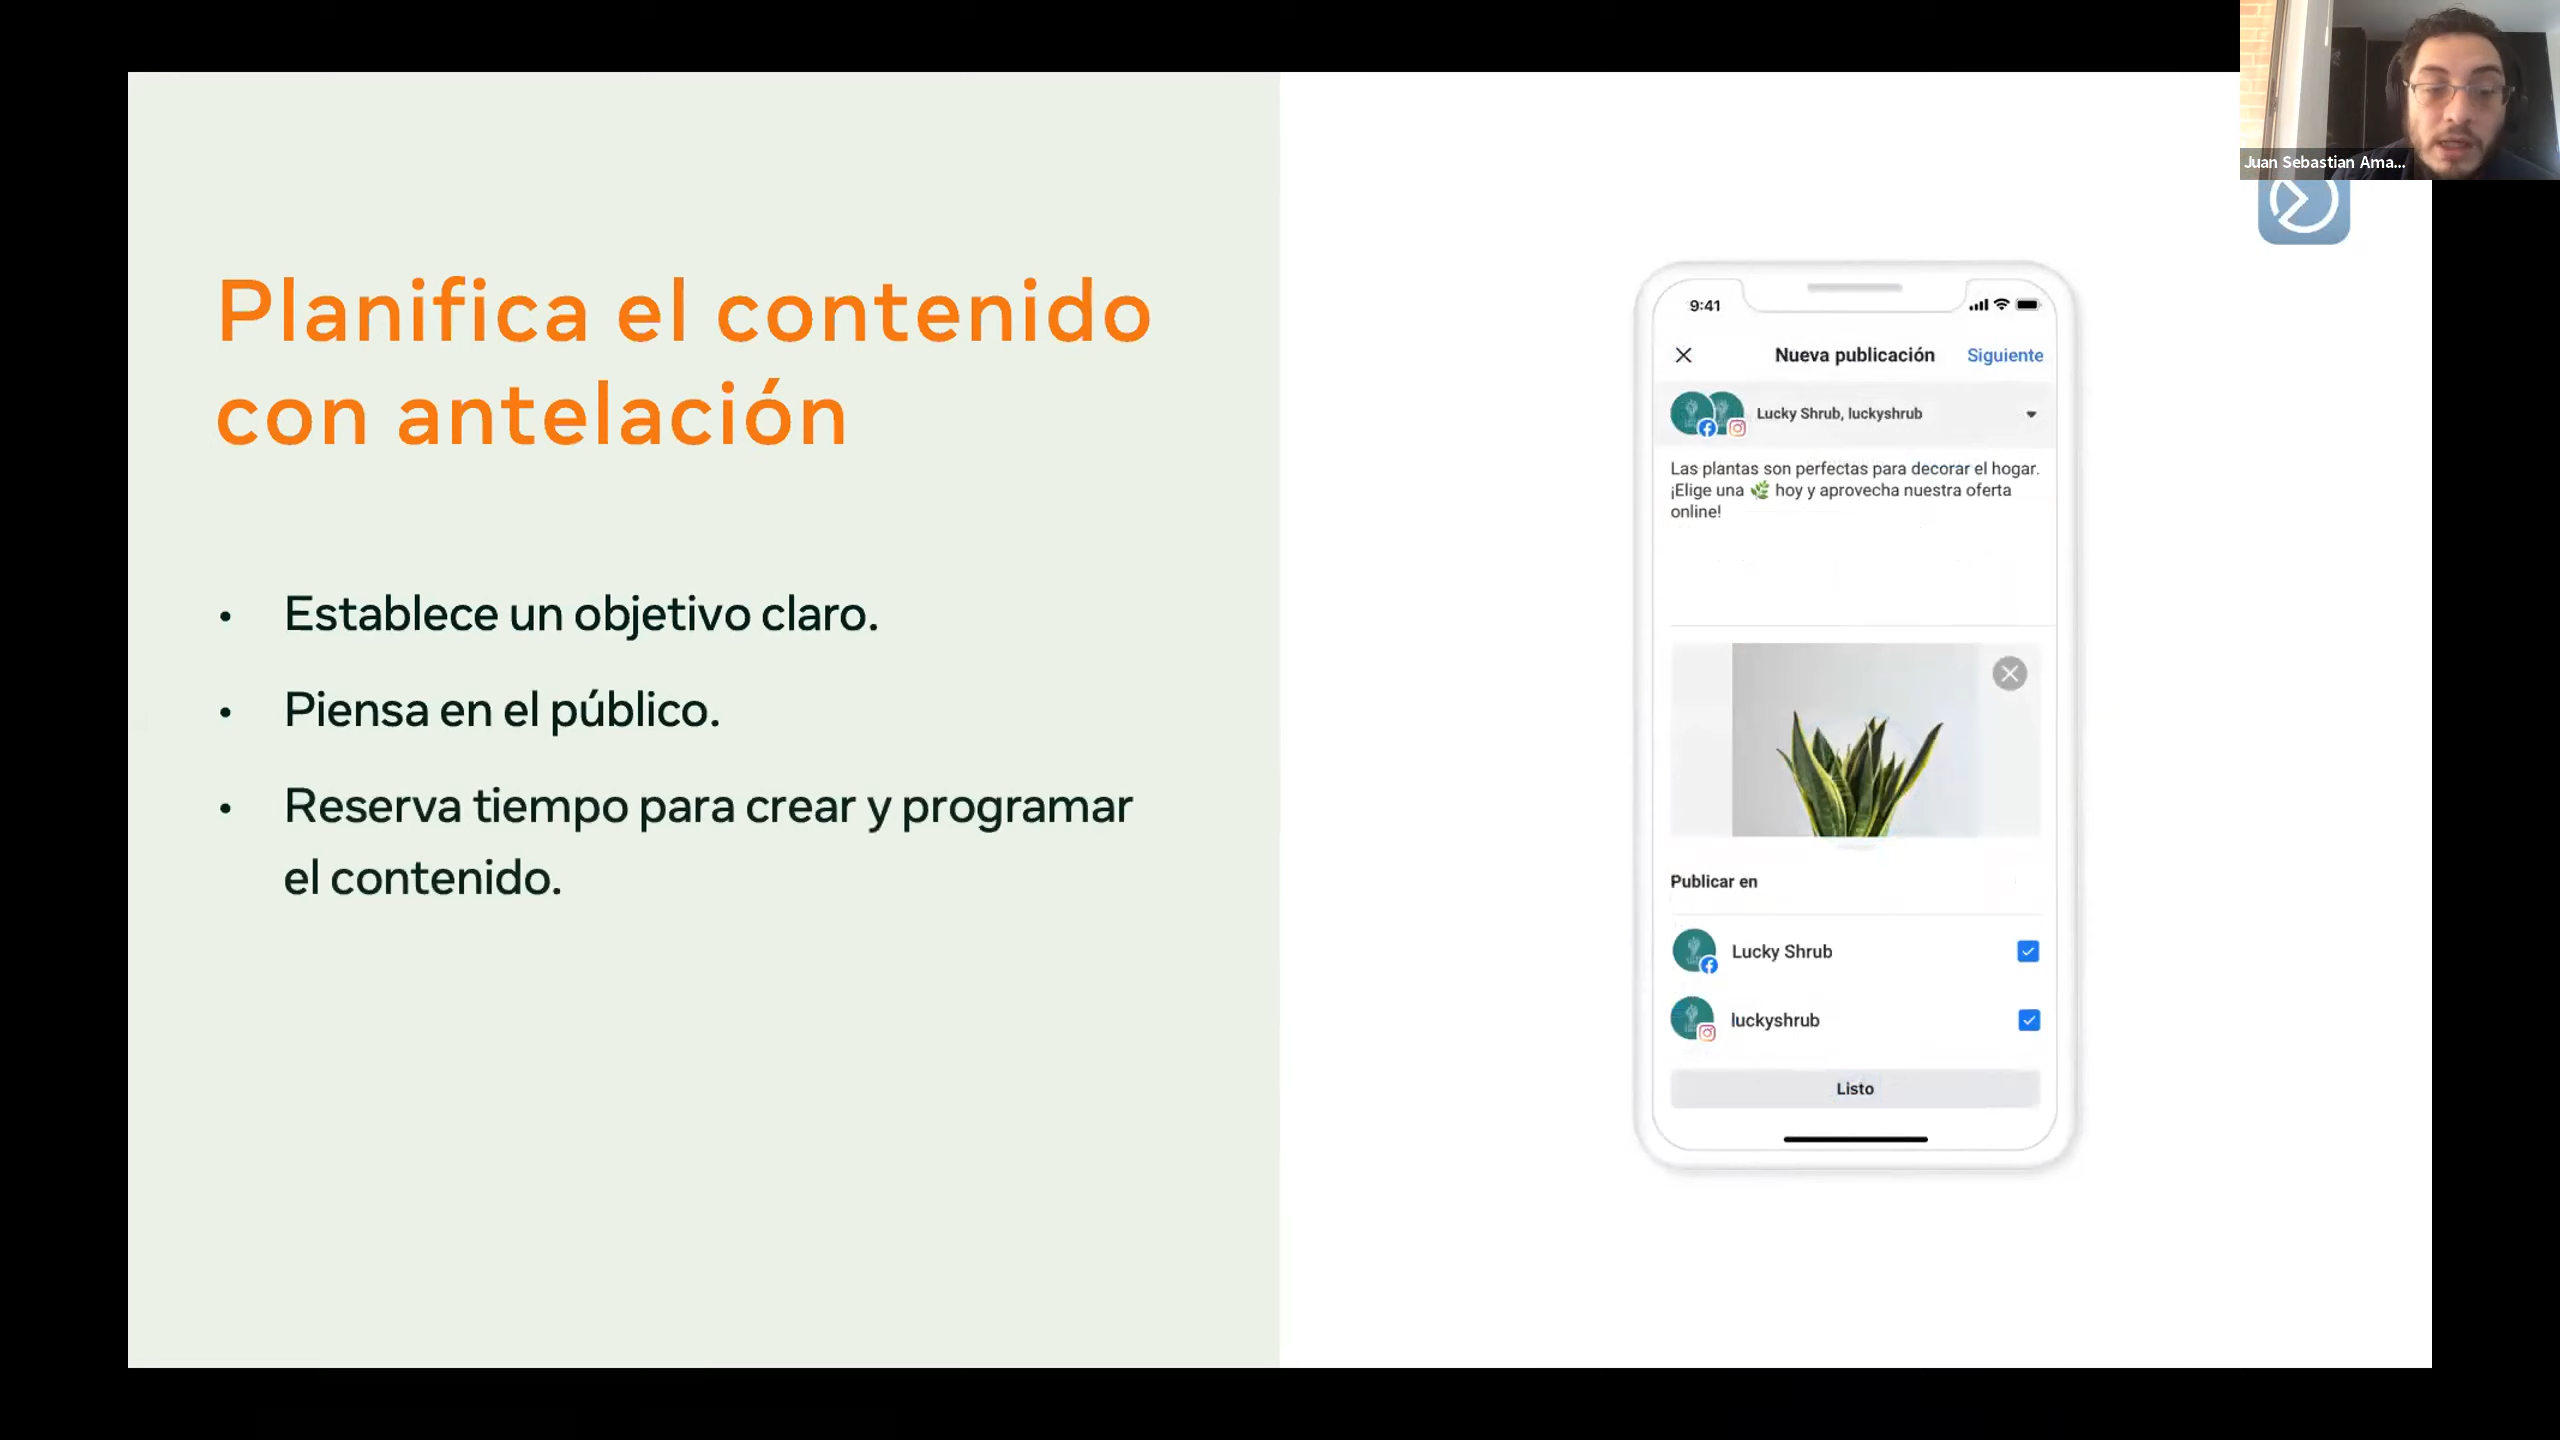 Planifica el contenido
con antelación
• Establece un objetivo claro.
• Piensa en el público.
• Reserva tiempo para crear y programar
el contenido.
Juan Sebastian Ama...
9:41
Nueva publicación Siguiente
Lucky Shrub, luckyshrub
Las plantas son perfectas para decorar el hogar.
¡Elige una 🌿 hoy y aprovecha nuestra oferta
online!
Publicar en
Lucky Shrub
luckyshrub
Listo